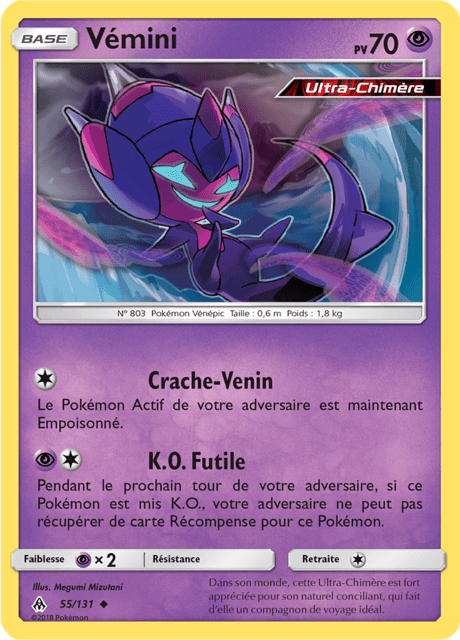 BASE Vémini PV 70
Ultra-Chimère
N° 803 Pokémon Vénépic Taille : 0,6 m Poids : 1,8 kg
Crache-Venin
Le Pokémon Actif de votre adversaire est maintenant
Empoisonné.
K.O. Futile
Pendant le prochain tour de votre adversaire, si ce
Pokémon est mis K.O., votre adversaire ne peut pas
récupérer de carte Récompense pour ce Pokémon.
Faiblesse ×2 Résistance Retraite
Illus. Megumi Mizutani
55/131
©2018 Pokémon
Dans son monde, cette Ultra-Chimère est fort
appréciée pour son naturel conciliant, qui fait
d'elle un compagnon de voyage idéal.